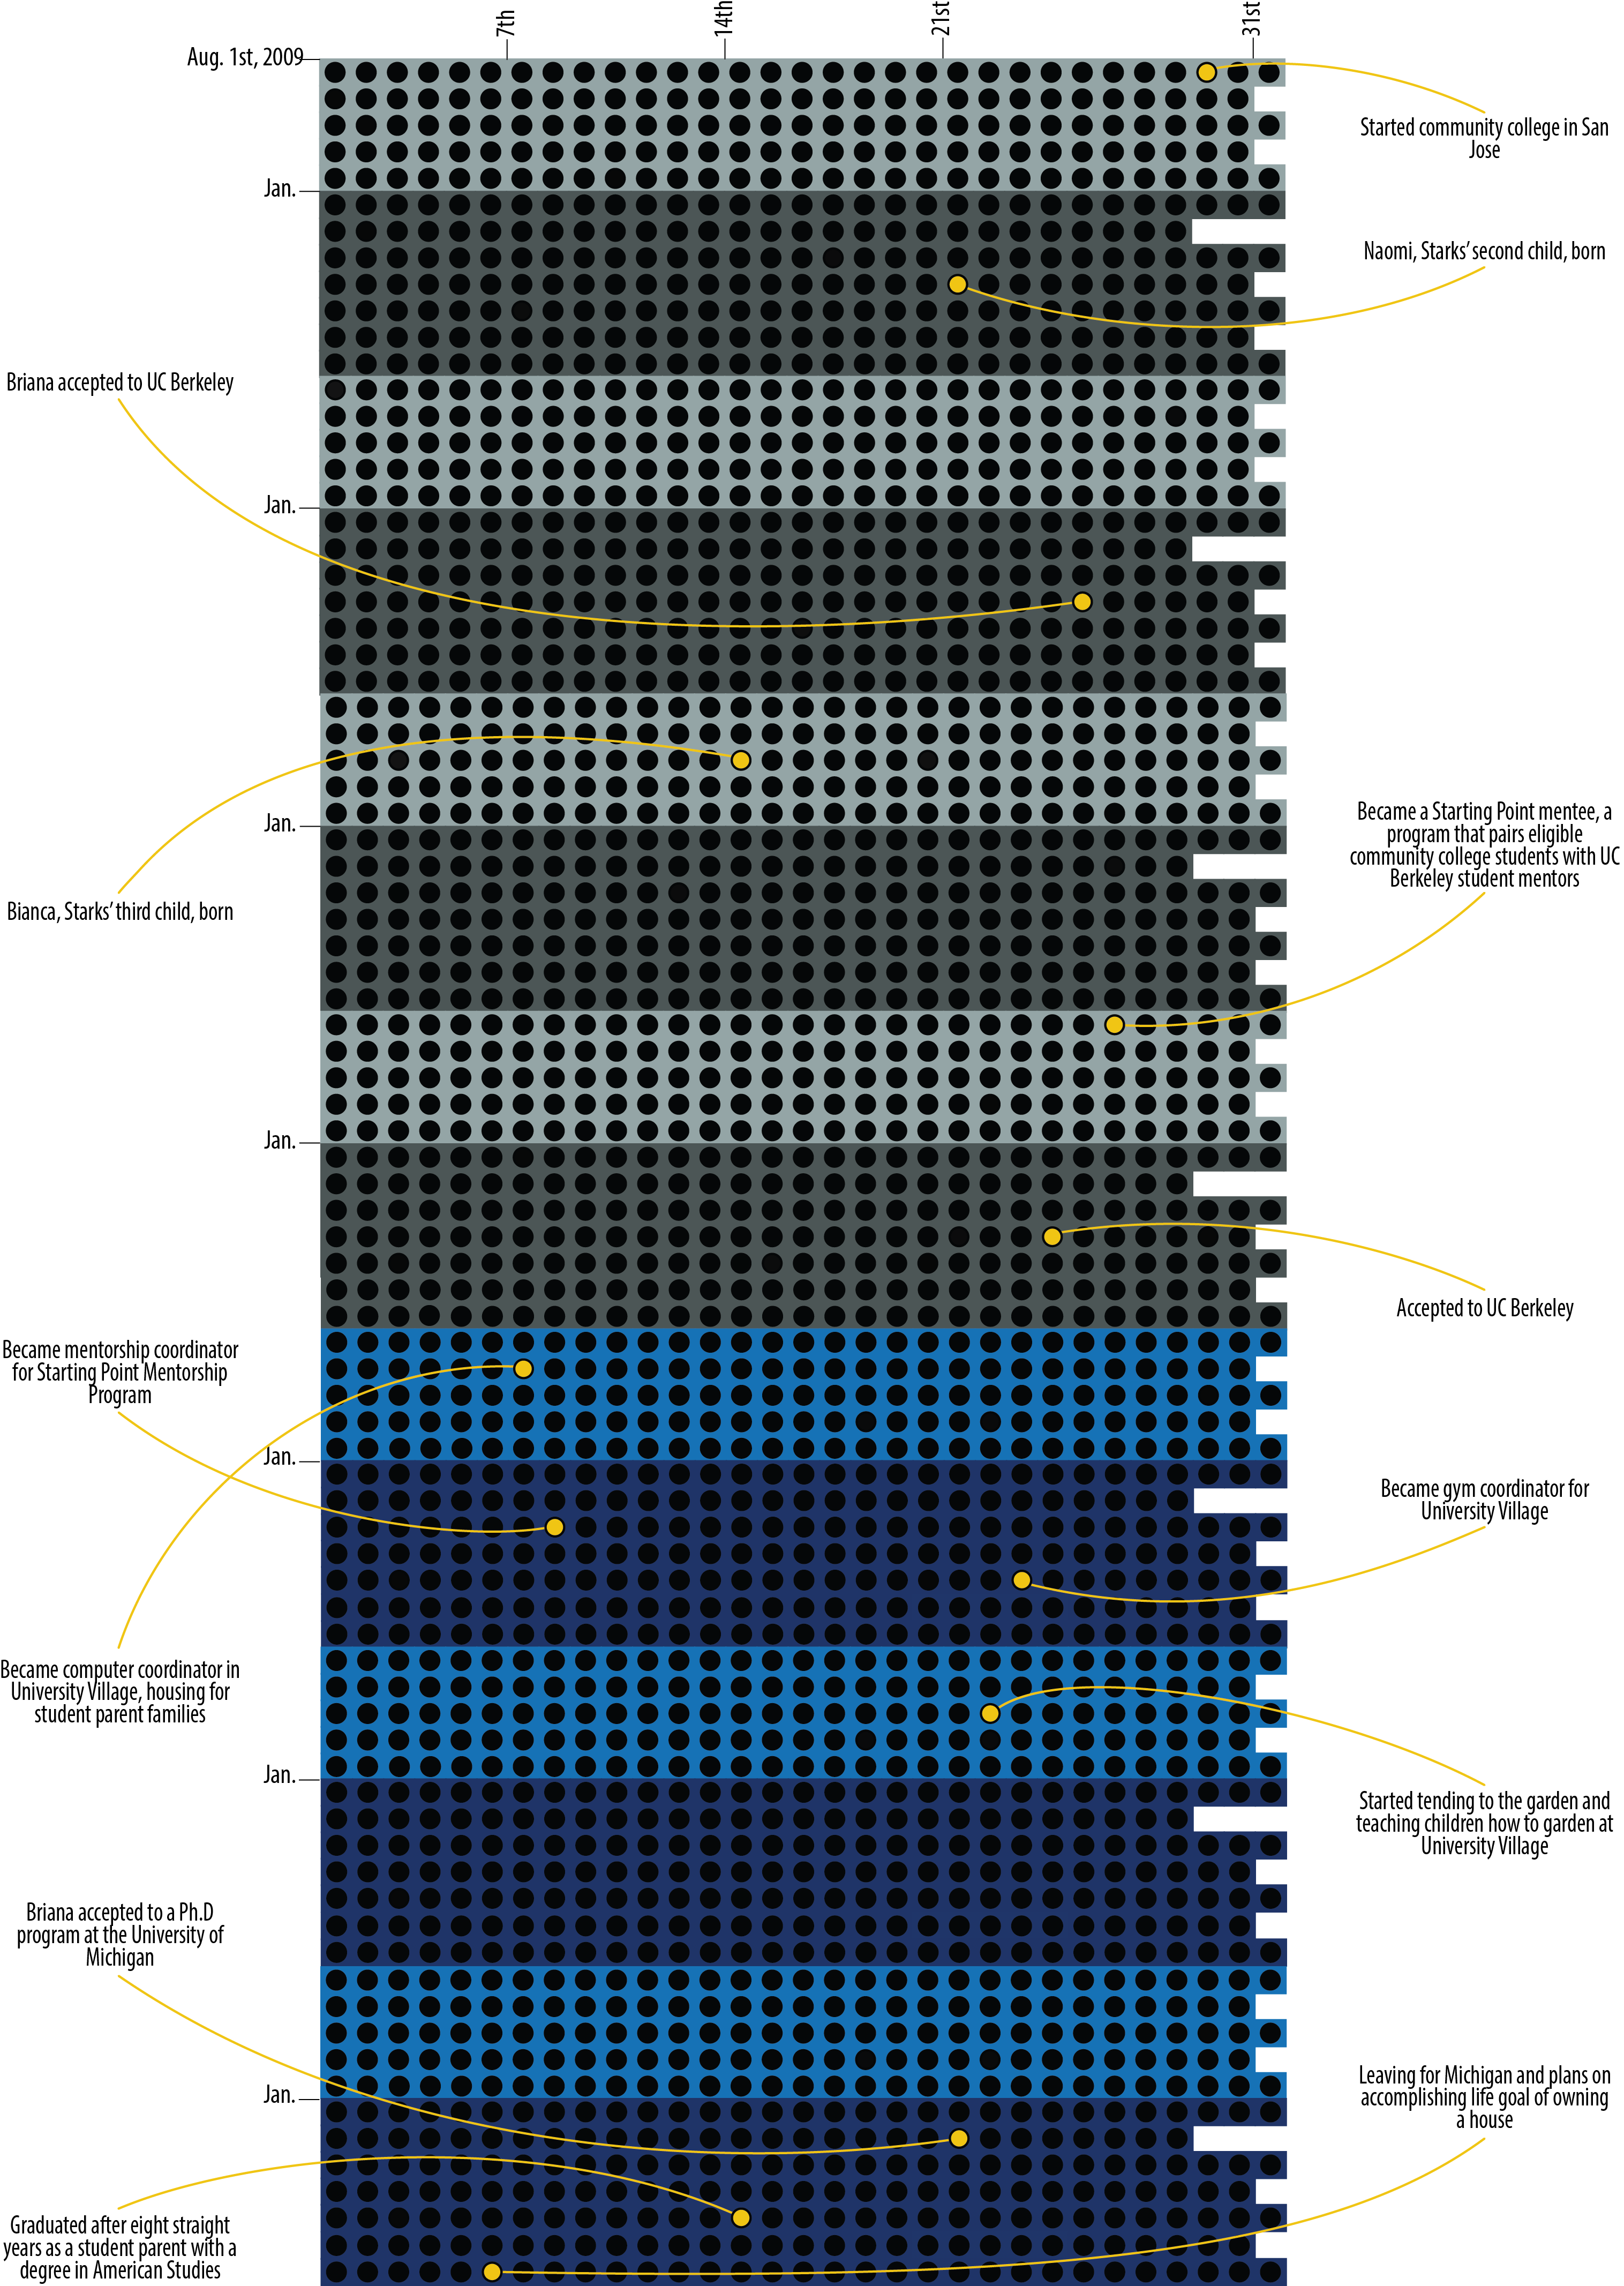 7th
14th
21st
31st
Aug. 1st, 2009
Started community college in San
Jose
Jan.
Naomi, Starks’ second child, born
Briana accepted to UC Berkeley
Jan.
Became a Starting Point mentee, a
program that pairs eligible
community college students with UC
Berkeley student mentors
Jan.
Bianca, Starks’ third child, born
Jan.
Accepted to UC Berkeley
Became mentorship coordinator
for Starting Point Mentorship
Program
Jan.
Became gym coordinator for
University Village
Became computer coordinator in
University Village, housing for
student parent families
Jan.
Started tending to the garden and
teaching children how to garden at
University Village
Briana accepted to a Ph.D
program at the University of
Michigan
Jan.
Leaving for Michigan and plans on
accomplishing life goal of owning
a house
Graduated after eight straight
years as a student parent with a
degree in American Studies